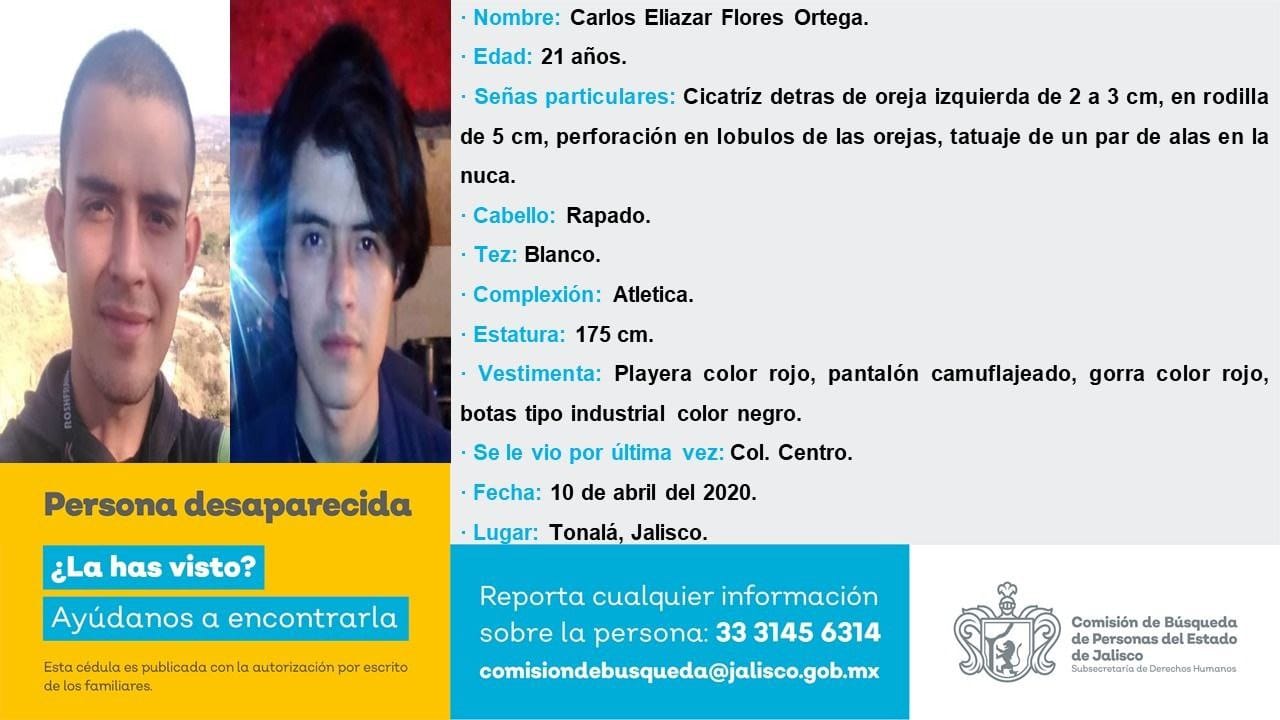 · Nombre: Carlos Eliazar Flores Ortega.
· Edad: 21 años.
· Señas particulares: Cicatríz detras de oreja izquierda de 2 a 3 cm, en rodilla
de 5 cm, perforación en lobulos de las orejas, tatuaje de un par de alas en la
nuca.
· Cabello: Rapado.
· Tez: Blanco.
· Complexión: Atletica.
· Estatura: 175 cm.
· Vestimenta: Playera color rojo, pantalón camuflajeado, gorra color rojo,
botas tipo industrial color negro.
· Se le vio por última vez: Col. Centro.
· Fecha: 10 de abril del 2020.
· Lugar: Tonalá, Jalisco.
Persona desaparecida
¿La has visto?
Ayúdanos a encontrarla
Esta cédula es publicada con la autorización por escrito
de los familiares.
Reporta cualquier información
sobre la persona: 33 3145 6314
comisiondebusqueda@jalisco.gob.mx
Comisión de Búsqueda
de Personas del Estado
de Jalisco
Subsecretaría de Derechos Humanos